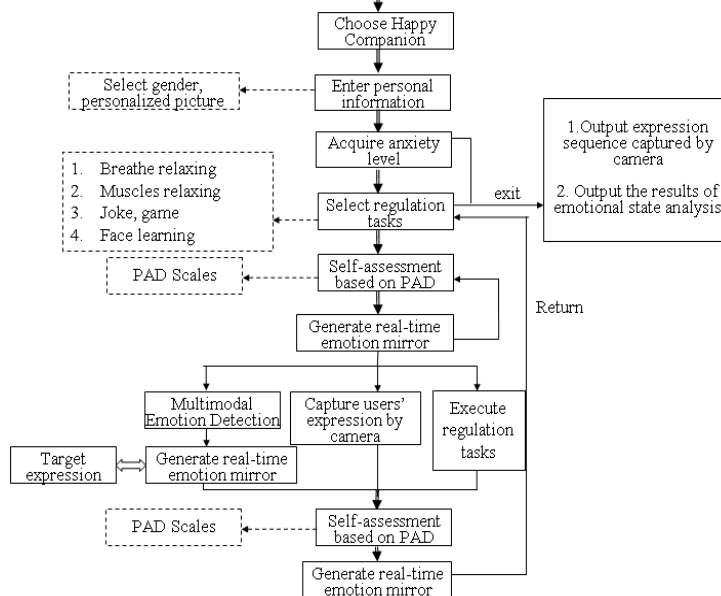 Choose Happy
Companion
Select gender,
personalized picture
Enter personal
information
Acquire anxiety
level
1. Breathe relaxing
2. Muscles relaxing
3. Joke, game
4. Face learning
Select regulation
tasks
exit
1.Output expression
sequence captured by
camera
2. Output the results of
emotional state analysis
PAD Scales
Self-assessment
based on PAD
Return
Generate real-time
emotion mirror
Multimodal
Emotion Detection
Capture users’
expression by
camera
Execute
regulation
tasks
Target
expression
Generate real-time
emotion mirror
PAD Scales
Self-assessment
based on PAD
Generate real-time
emotion mirror